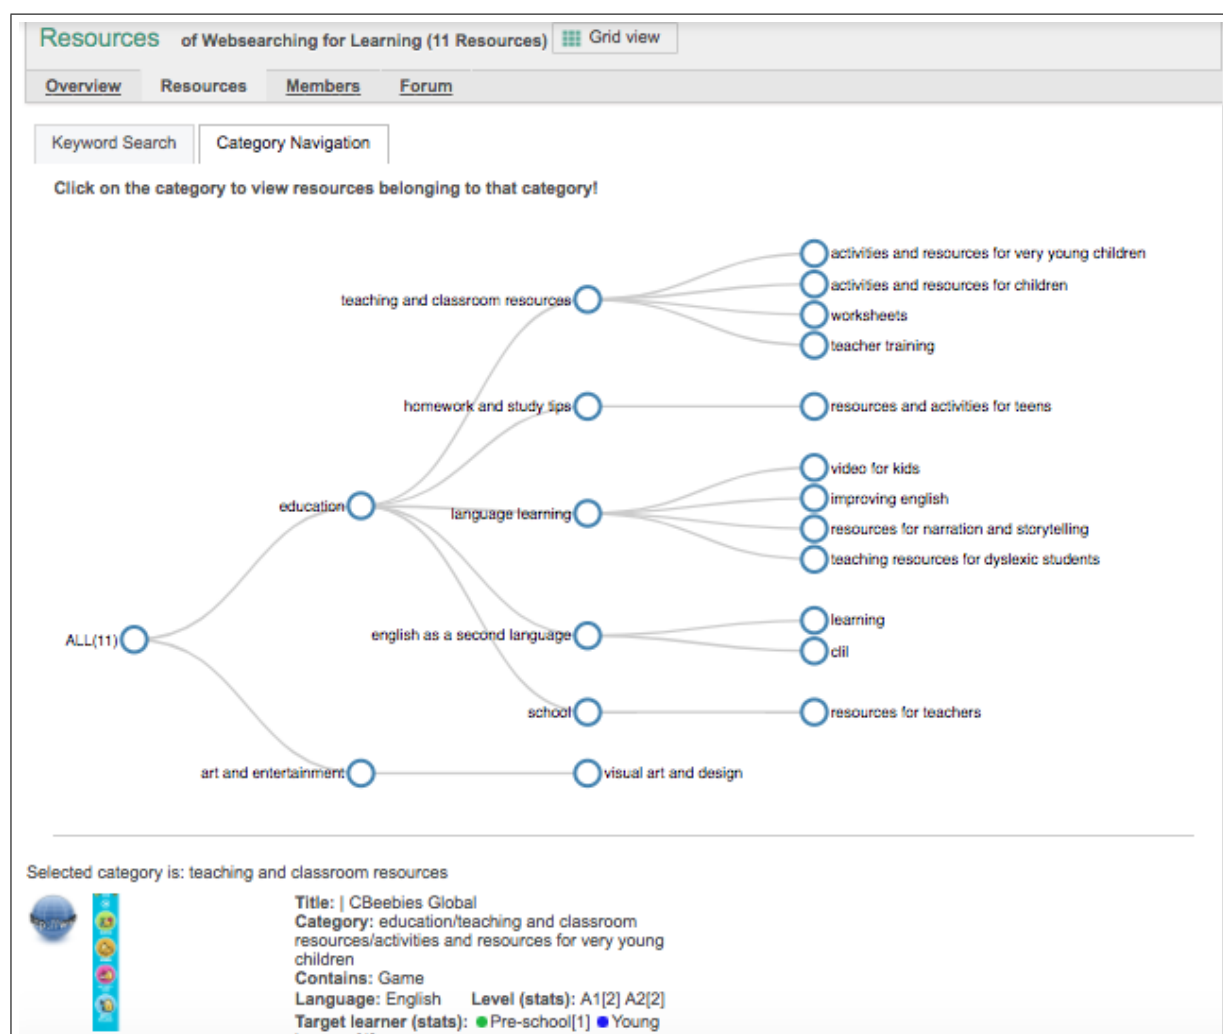 Resources of Websearching for Learning (11 Resources) Grid view
Overview Resources Members Forum
Keyword Search Category Navigation
Click on the category to view resources belonging to that category!
activities and resources for very young children
activities and resources for children
teaching and classroom resources
worksheets
teacher training
homework and study tips
resources and activities for teens
video for kids
improving english
education
language learning
resources for narration and storytelling
teaching resources for dyslexic students
learning
english as a second language
ALL(11)
clil
school
resources for teachers
art and entertainment
visual art and design
Selected category is: teaching and classroom resources
Title: | CBeebies Global
Category: education/teaching and classroom
resources/activities and resources for very young
children
Contains: Game
Language: English Level (stats): A1[2] A2[2]
Target learner (stats): Pre-school[1] Young